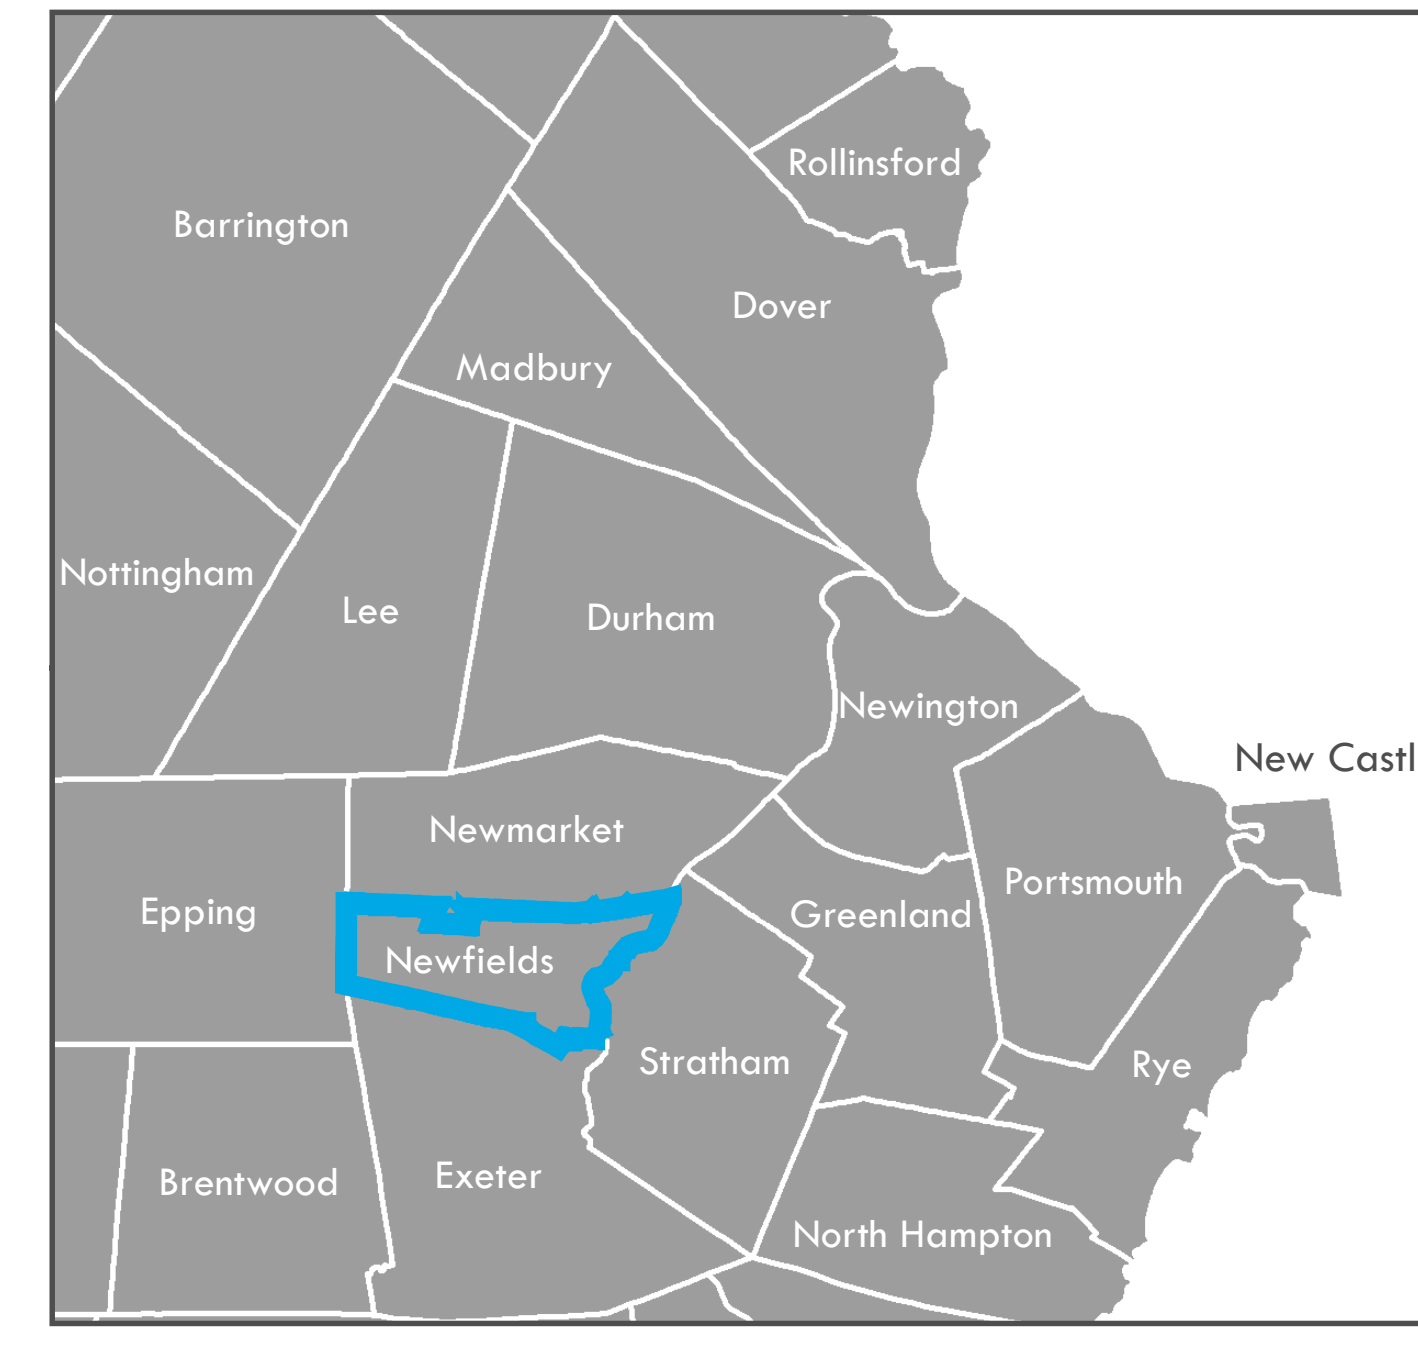 Rollinsford
Barrington
Dover
Madbury
Nottingham
Lee
Durham
Newington
New Castl
Newmarket
Portsmouth
Epping
Greenland
Newfields
Stratham
Rye
Brentwood
Exeter
North Hampton